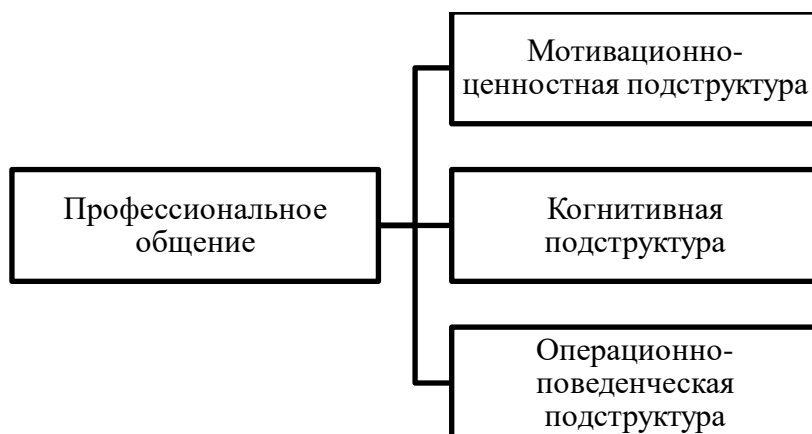 Мотивационно-
ценностная подструктура
Профессиональное
общение
Когнитивная
подструктура
Операционно-
поведенческая
подструктура